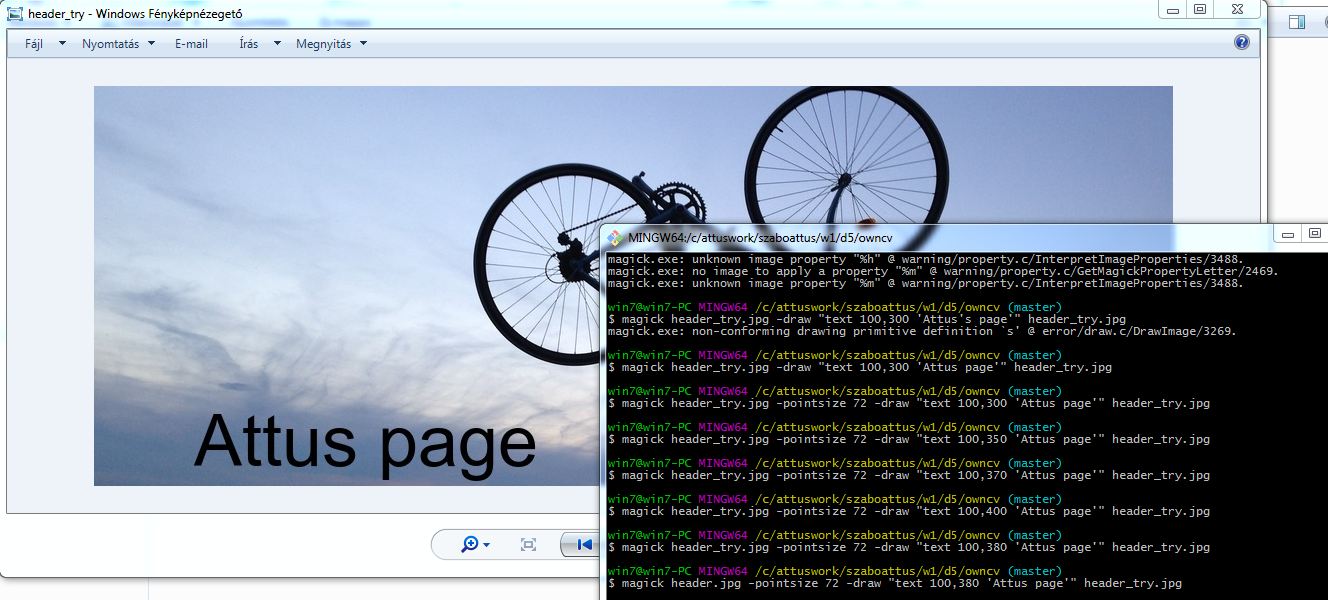 header_try - Windows Fényképnézegető
Fájl Nyomtatás E-mail Írás Megnyitás
Attus page
MINGW64:/c/attuswork/szaboattus/w1/d5/owncv
magick.exe: unknown image property "%h" @ warning/property.c/InterpretImageProperties/3488.
magick.exe: no image to apply a property "%m" @ warning/property.c/GetMagickPropertyLetter/2469.
magick.exe: unknown image property "%m" @ warning/property.c/InterpretImageProperties/3488.
win7@win7-PC MINGW64 /c/attuswork/szaboattus/w1/d5/owncv (master)
$ magick header_try.jpg -draw "text 100,300 'Attus's page'" header_try.jpg
magick.exe: non-conforming drawing primitive definition `s' @ error/draw.c/DrawImage/3269.
win7@win7-PC MINGW64 /c/attuswork/szaboattus/w1/d5/owncv (master)
$ magick header_try.jpg -draw "text 100,300 'Attus page'" header_try.jpg
win7@win7-PC MINGW64 /c/attuswork/szaboattus/w1/d5/owncv (master)
$ magick header_try.jpg -pointsize 72 -draw "text 100,300 'Attus page'" header_try.jpg
win7@win7-PC MINGW64 /c/attuswork/szaboattus/w1/d5/owncv (master)
$ magick header_try.jpg -pointsize 72 -draw "text 100,350 'Attus page'" header_try.jpg
win7@win7-PC MINGW64 /c/attuswork/szaboattus/w1/d5/owncv (master)
$ magick header_try.jpg -pointsize 72 -draw "text 100,370 'Attus page'" header_try.jpg
win7@win7-PC MINGW64 /c/attuswork/szaboattus/w1/d5/owncv (master)
$ magick header_try.jpg -pointsize 72 -draw "text 100,400 'Attus page'" header_try.jpg
win7@win7-PC MINGW64 /c/attuswork/szaboattus/w1/d5/owncv (master)
$ magick header_try.jpg -pointsize 72 -draw "text 100,380 'Attus page'" header_try.jpg
win7@win7-PC MINGW64 /c/attuswork/szaboattus/w1/d5/owncv (master)
$ magick header.jpg -pointsize 72 -draw "text 100,380 'Attus page'" header_try.jpg